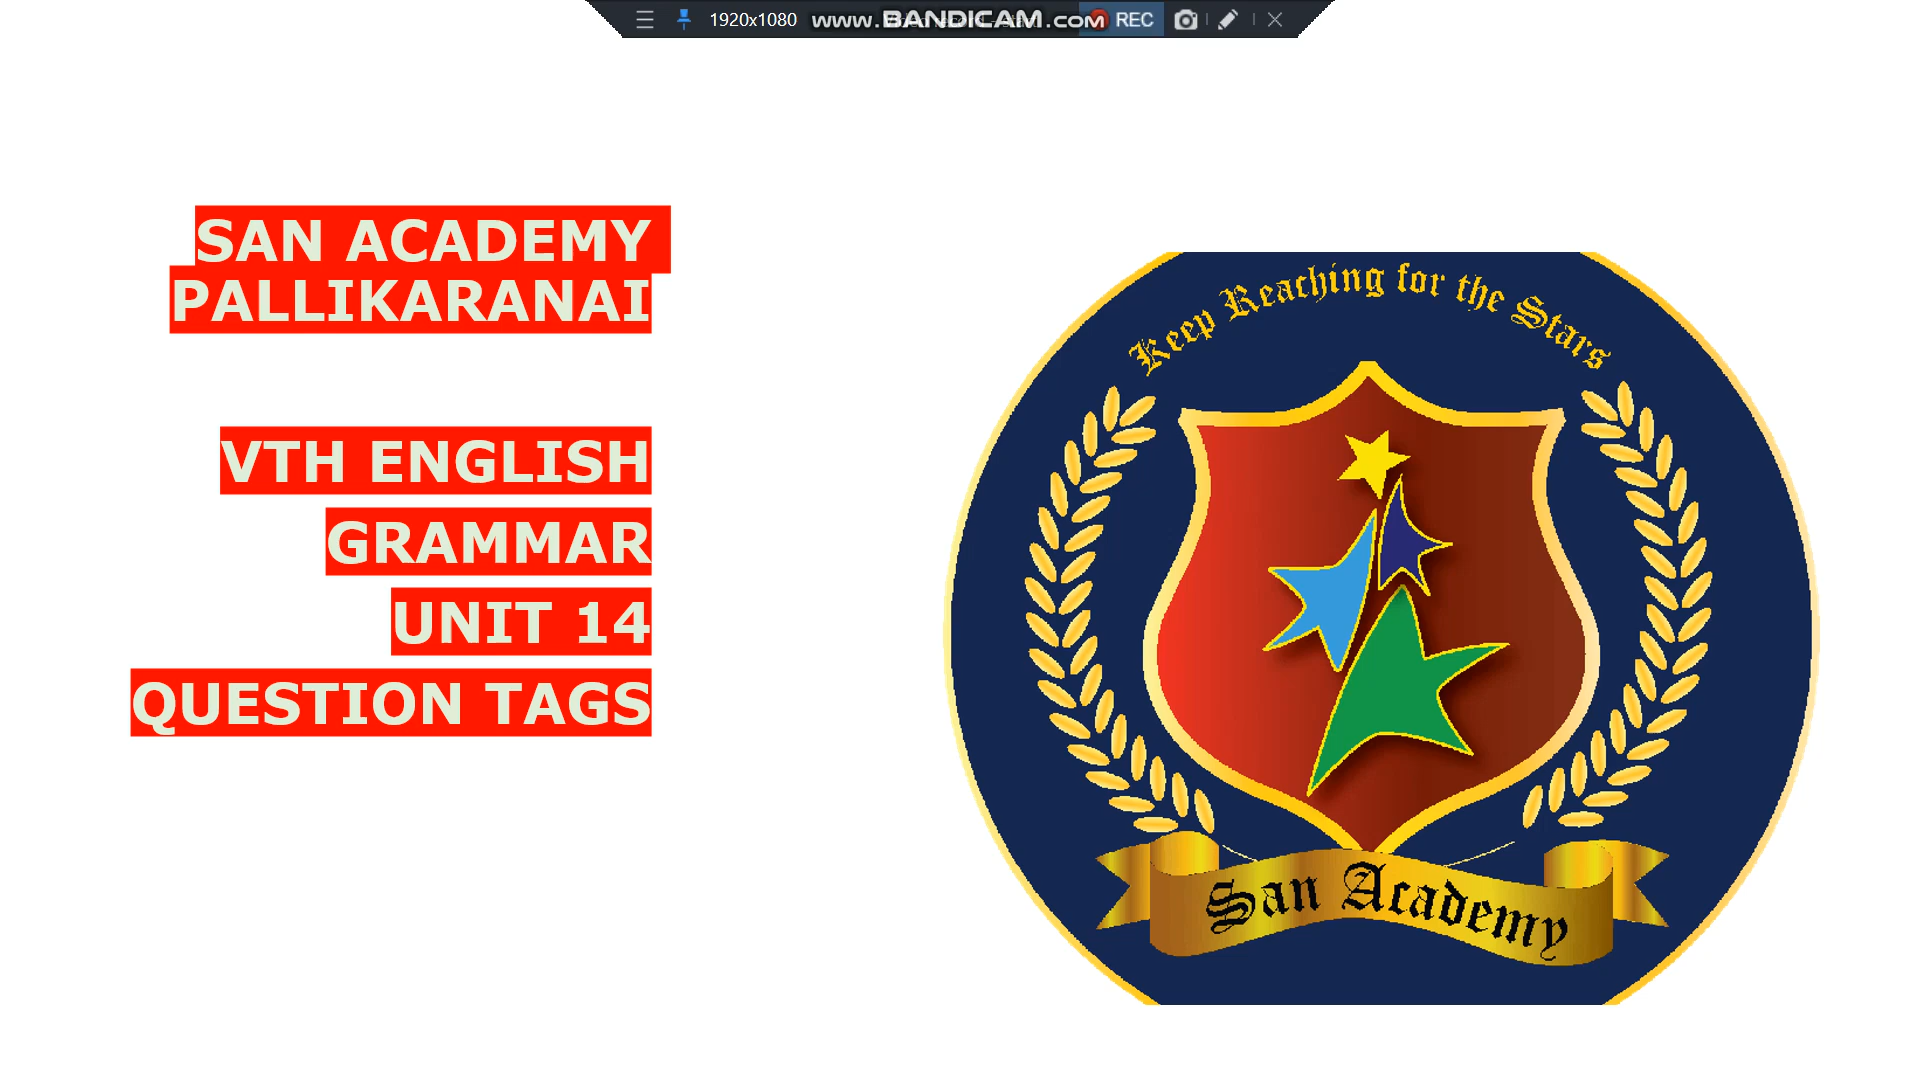 1920x1080 www.BANDICAM.com REC
SAN ACADEMY
PALLIKARANAI
VTH ENGLISH
GRAMMAR
UNIT 14
QUESTION TAGS
Keep Reaching for the Stars
San Academy